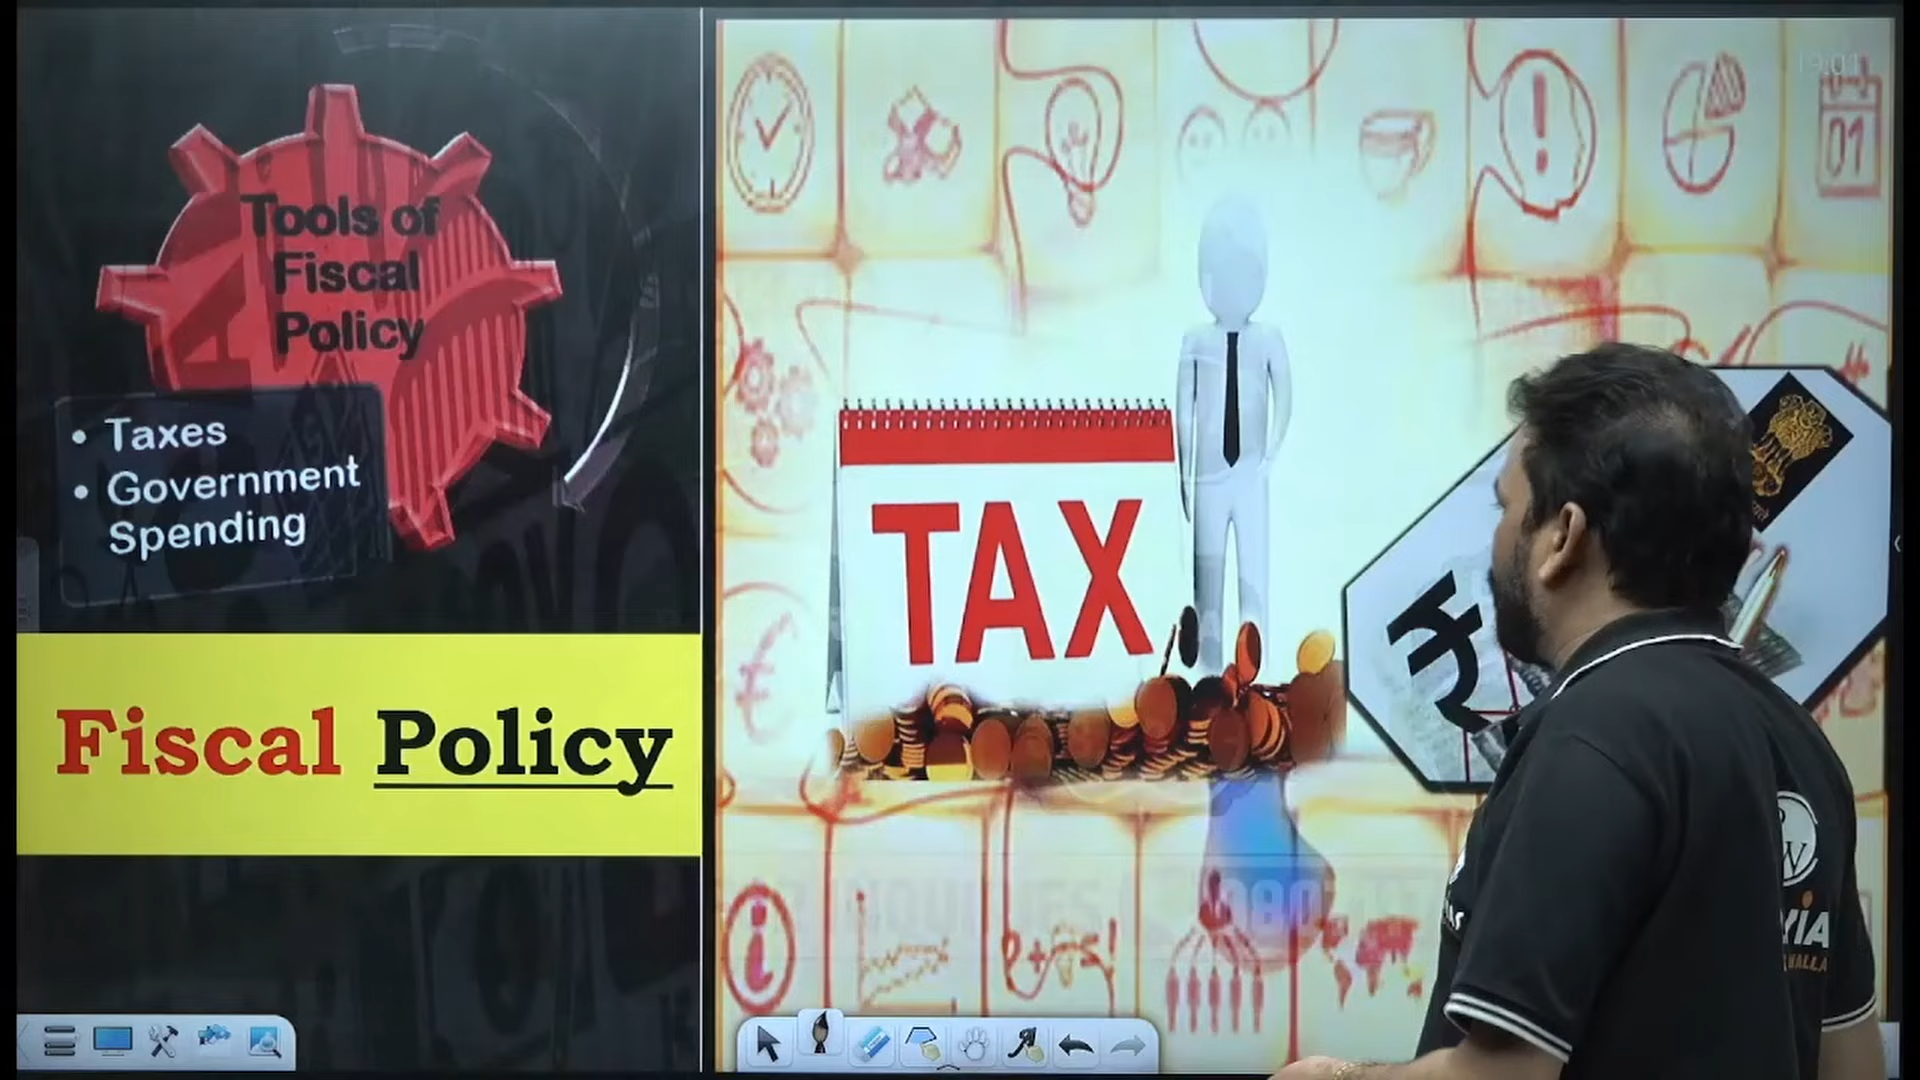 Tools of
Fiscal
Policy
• Taxes
• Government
Spending
Fiscal Policy
TAX
01
₹